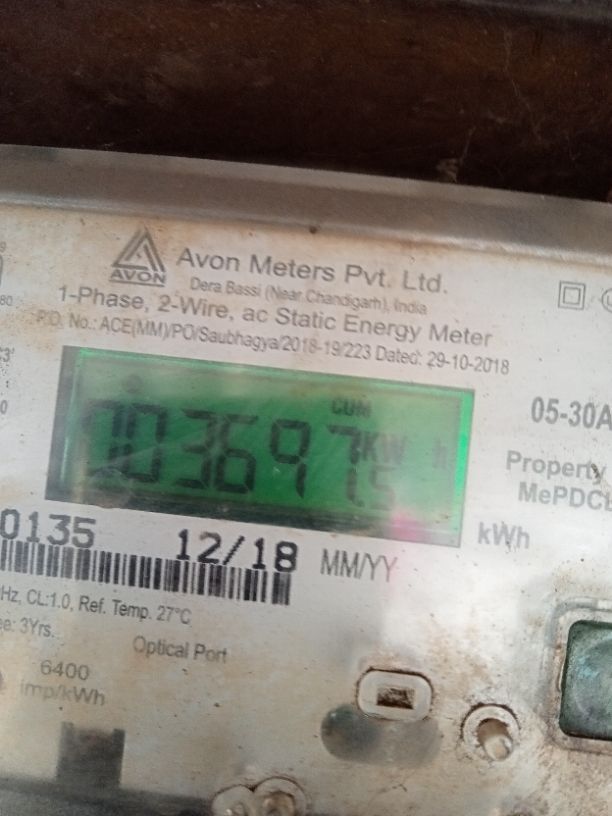 AVON
Avon Meters Pvt. Ltd.
Dera Bassi (Near Chandigarh), India
1-Phase, 2-Wire, ac Static Energy Meter
P.O. No.: ACE(MM)/PO/Saubhagya/2018-19/223 Dated: 29-10-2018
05-30A
CUM
003697.5 KW h
Property
MePDCL
kWh
0135 12/18 MM/YY
Hz, CL:1.0, Ref. Temp. 27°C
3Yrs.
Optical Port
6400
imp/kWh